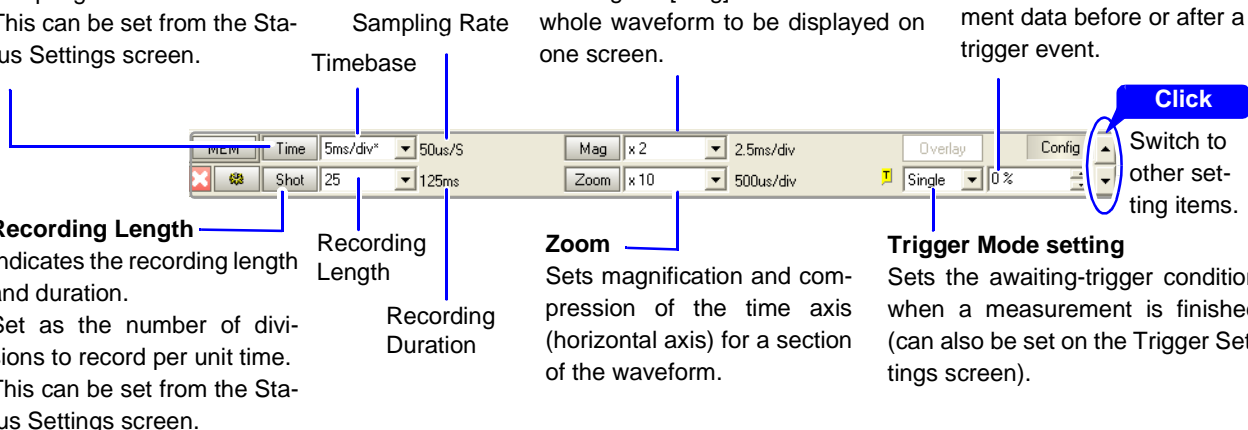 This can be set from the Sta-
tus Settings screen.
Sampling Rate
Timebase
whole waveform to be displayed on
one screen.
ment data before or after a
trigger event.
Click
Switch to
other set-
ting items.
MEM Time 5ms/div* 50us/S Mag x 2 2.5ms/div Overlay Config
Shot 25 125ms Zoom x 10 500us/div T Single 0 %
Recording Length
Indicates the recording length
and duration.
Set as the number of divi-
sions to record per unit time.
This can be set from the Sta-
tus Settings screen.
Recording
Length
Recording
Duration
Zoom
Sets magnification and com-
pression of the time axis
(horizontal axis) for a section
of the waveform.
Trigger Mode setting
Sets the awaiting-trigger condition
when a measurement is finished
(can also be set on the Trigger Set-
tings screen).